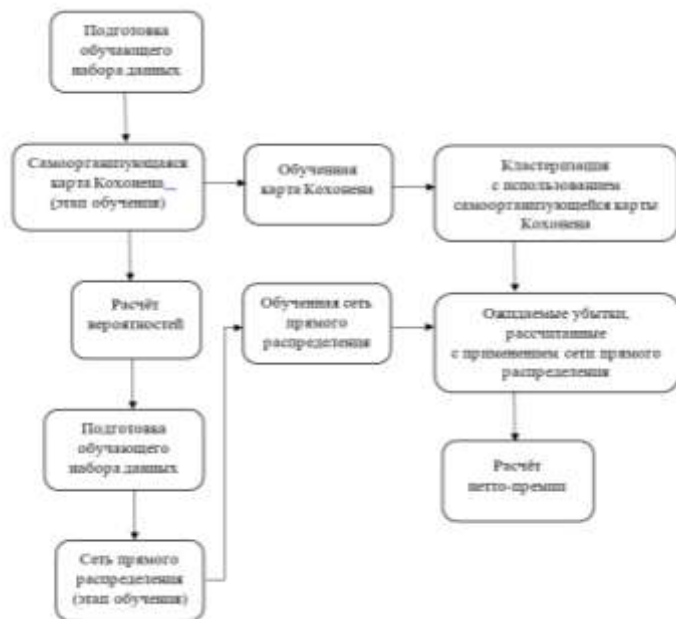 Подготовка
обучающего
набора данных
Самоорганизующаяся
карта Кохонена
(этап обучения)
Обученная
карта Кохонена
Кластеризация
с использованием
самоорганизующейся карты
Кохонена
Расчёт
вероятностей
Обученная сеть
прямого
распределения
Ожидаемые убытки,
рассчитанные
с применением сети прямого
распределения
Подготовка
обучающего
набора данных
Расчёт
нетто-премии
Сеть прямого
распределения
(этап обучения)